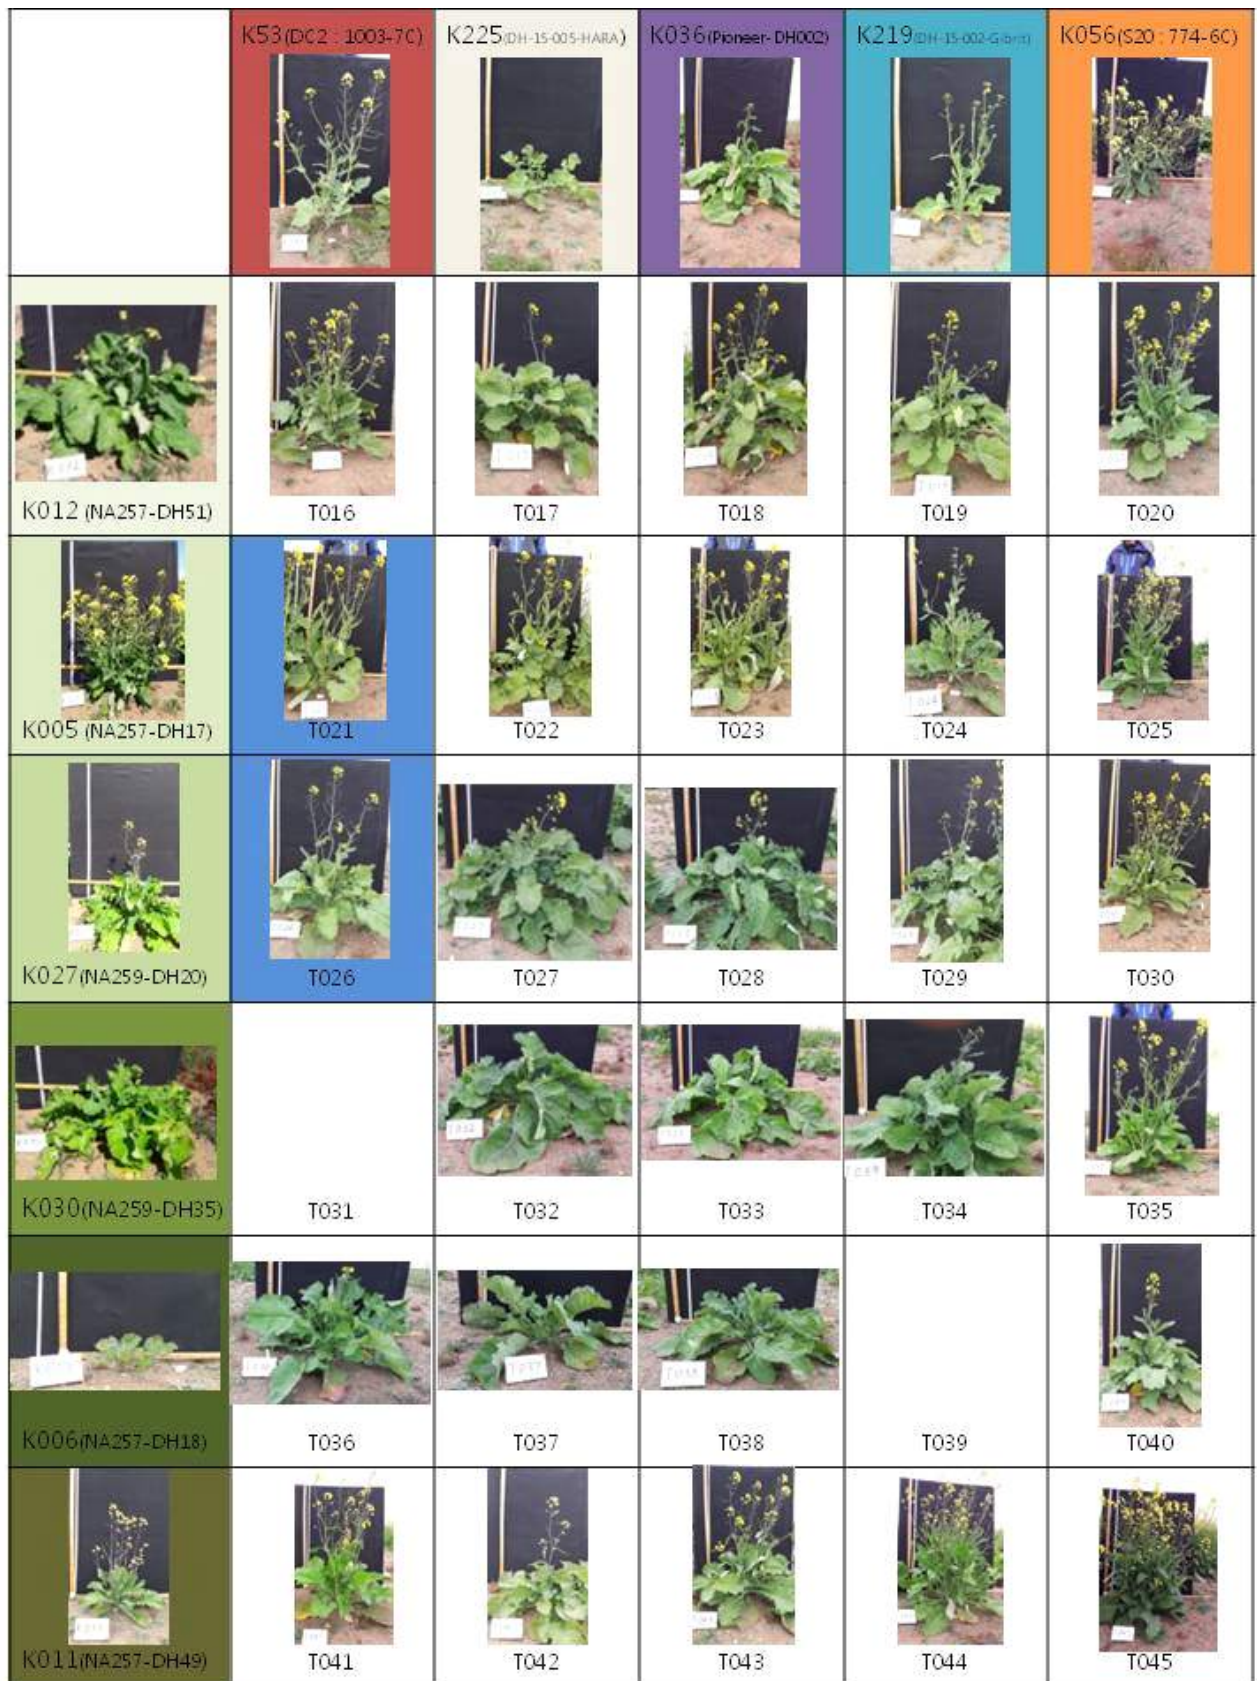 K53(DC2 : 1003-7C)
K225(DH-15-005-HARA)
K036(Pioneer-DH002)
K219
K056(S20 : 774-6C)
K012 (NA257-DH51)
T016
T017
T018
T019
T020
K005 (NA257-DH17)
T021
T022
T023
T024
T025
K027(NA259-DH20)
T026
T027
T028
T029
T030
K030(NA259-DH35)
T031
T032
T033
T034
T035
K006(NA257-DH18)
T036
T037
T038
T039
T040
K011(NA257-DH49)
T041
T042
T043
T044
T045